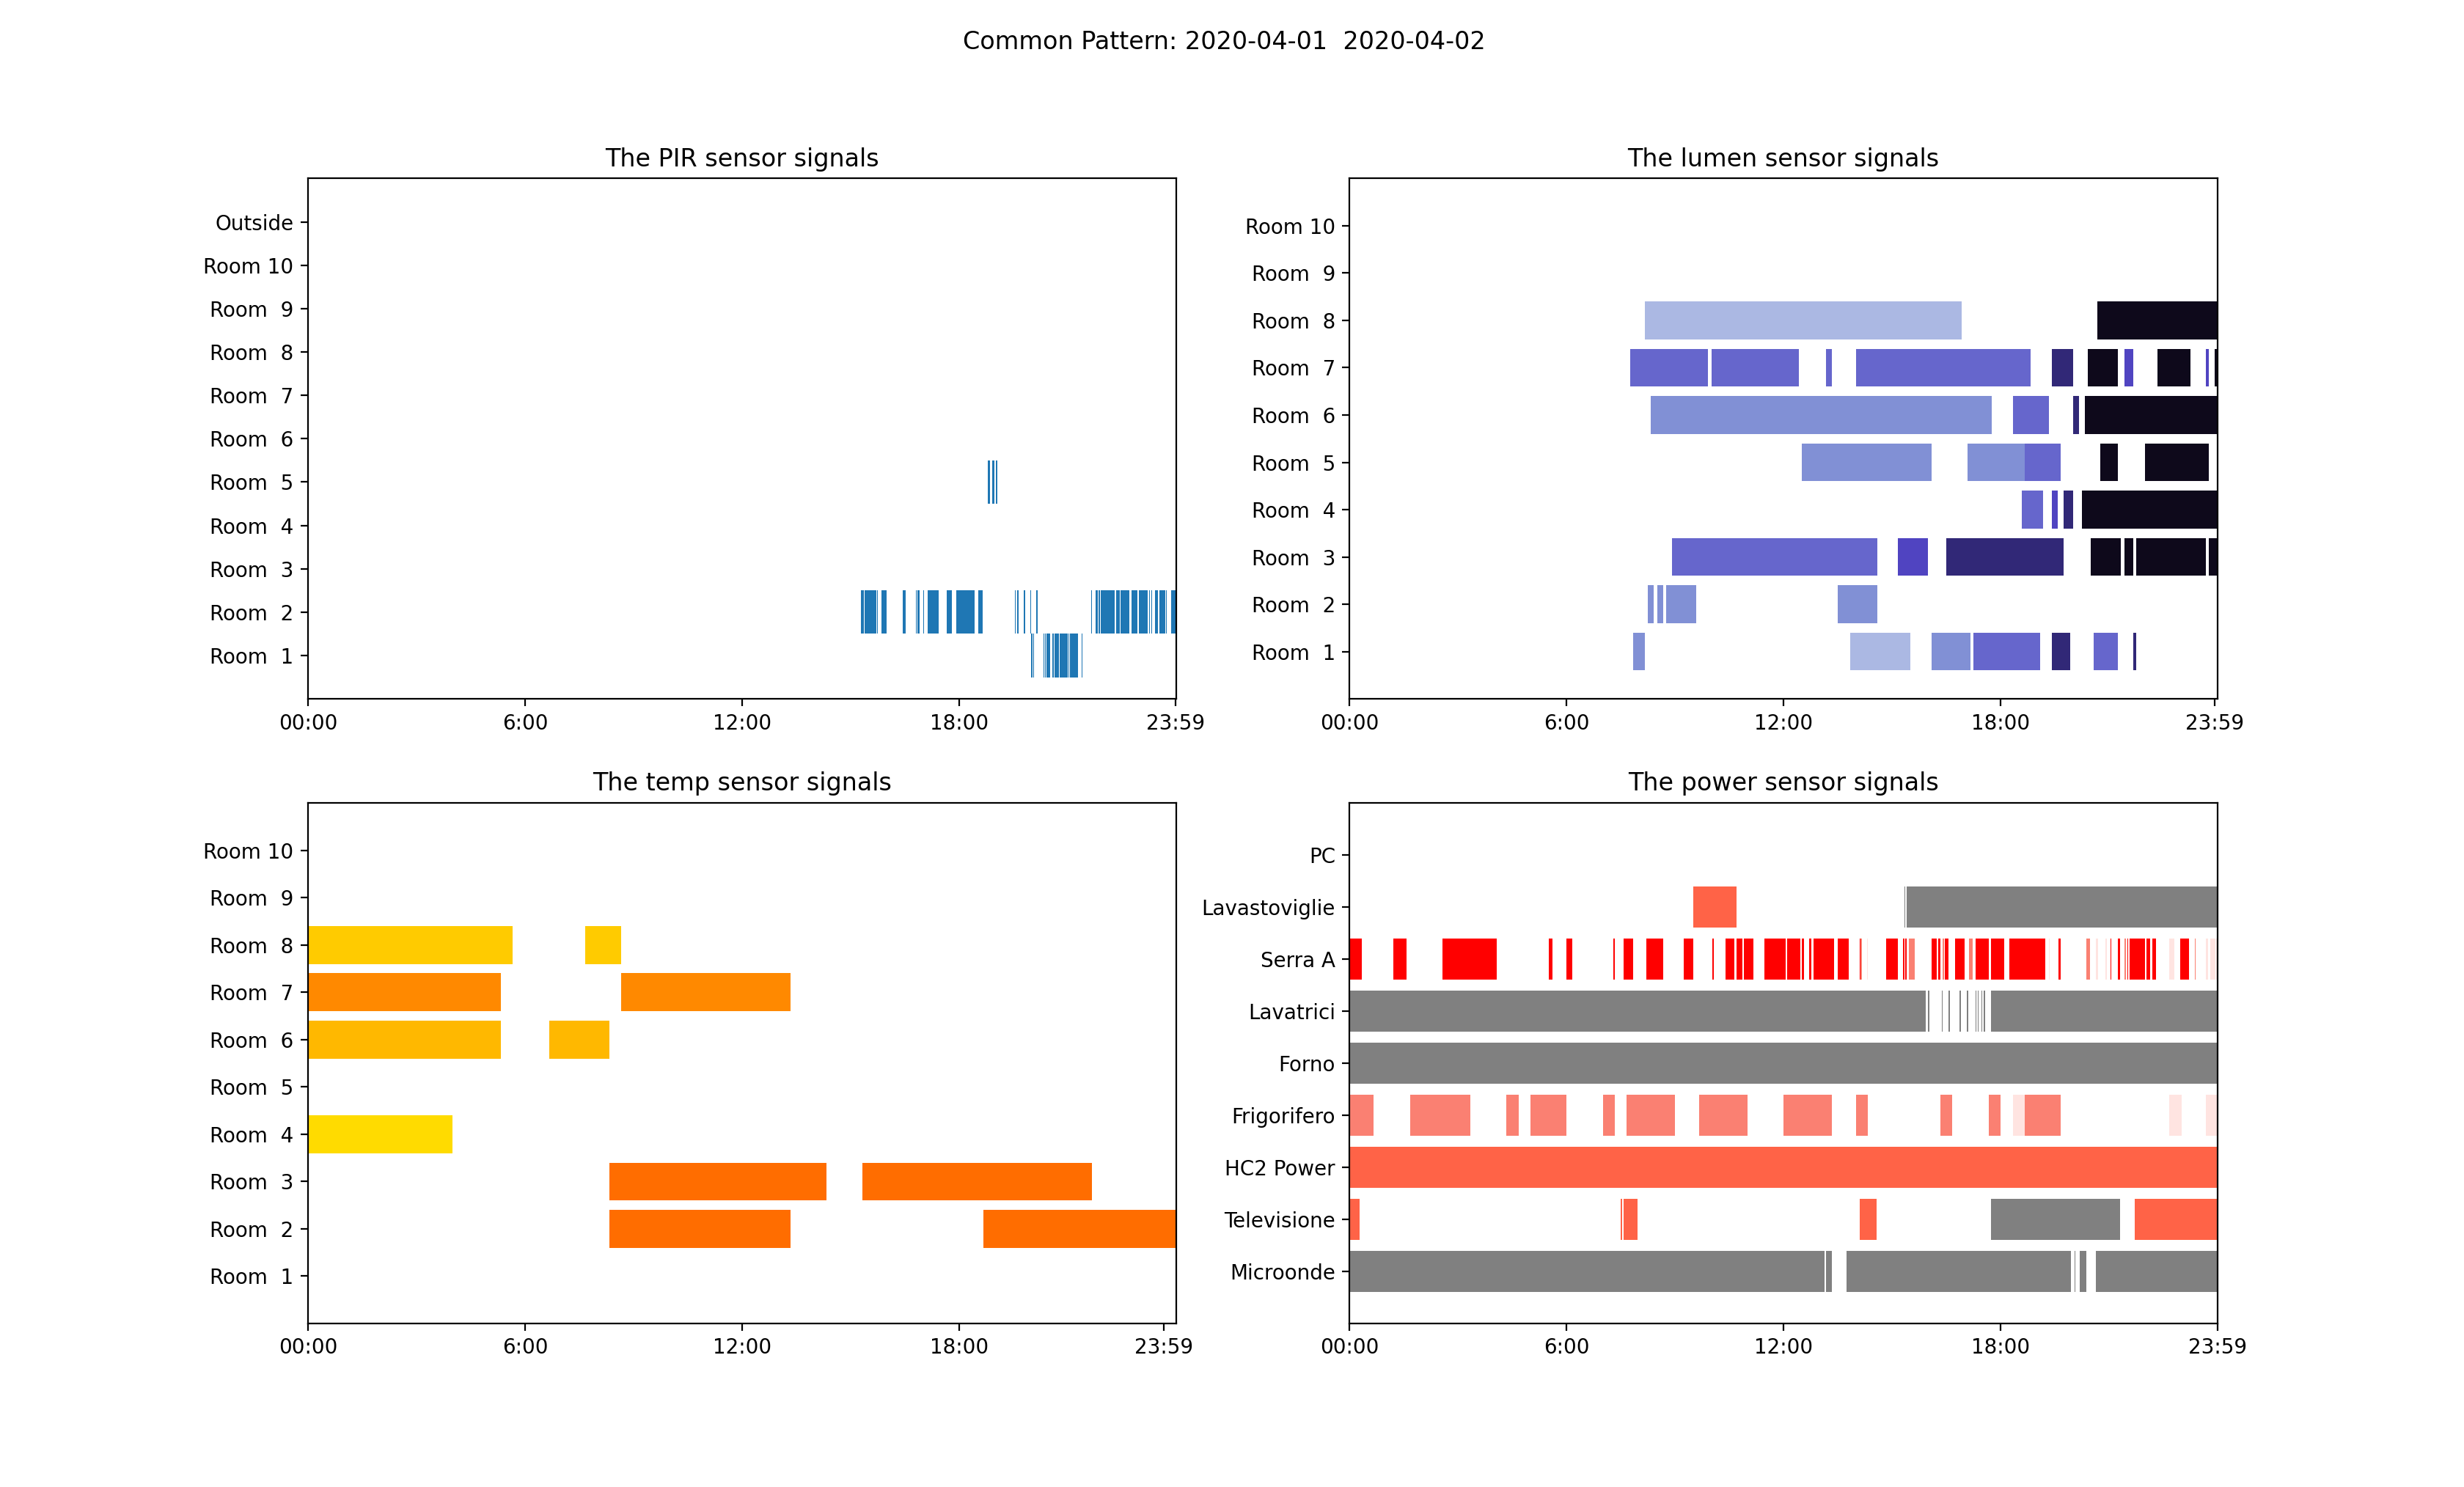 Common Pattern: 2020-04-01  2020-04-02
The PIR sensor signals
Outside
Room 10
Room  9
Room  8
Room  7
Room  6
Room  5
Room  4
Room  3
Room  2
Room  1
00:00 6:00 12:00 18:00 23:59
The lumen sensor signals
Room 10
Room  9
Room  8
Room  7
Room  6
Room  5
Room  4
Room  3
Room  2
Room  1
00:00 6:00 12:00 18:00 23:59
The temp sensor signals
Room 10
Room  9
Room  8
Room  7
Room  6
Room  5
Room  4
Room  3
Room  2
Room  1
00:00 6:00 12:00 18:00 23:59
The power sensor signals
PC
Lavastoviglie
Serra A
Lavatrici
Forno
Frigorifero
HC2 Power
Televisione
Microonde
00:00 6:00 12:00 18:00 23:59